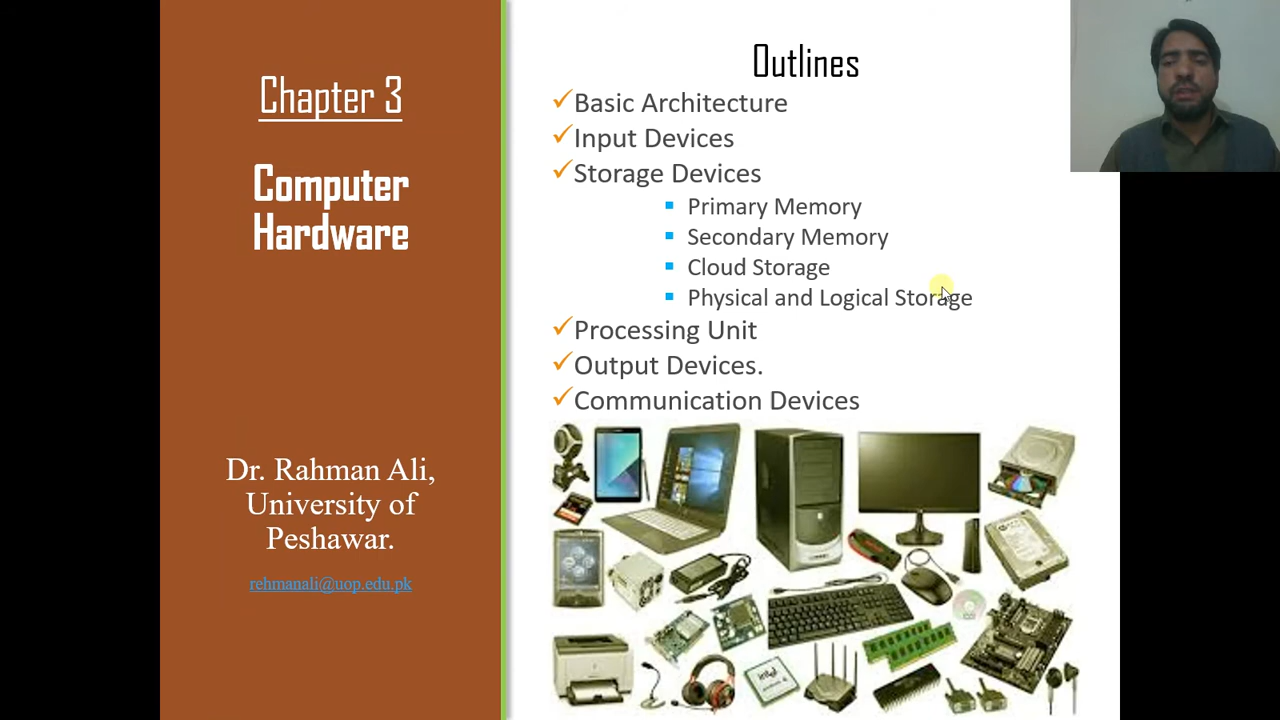 Chapter 3
Computer
Hardware
Dr. Rahman Ali,
University of
Peshawar.
rehmanali@uop.edu.pk
Outlines
Basic Architecture
Input Devices
Storage Devices
Primary Memory
Secondary Memory
Cloud Storage
Physical and Logical Storage
Processing Unit
Output Devices.
Communication Devices
intel